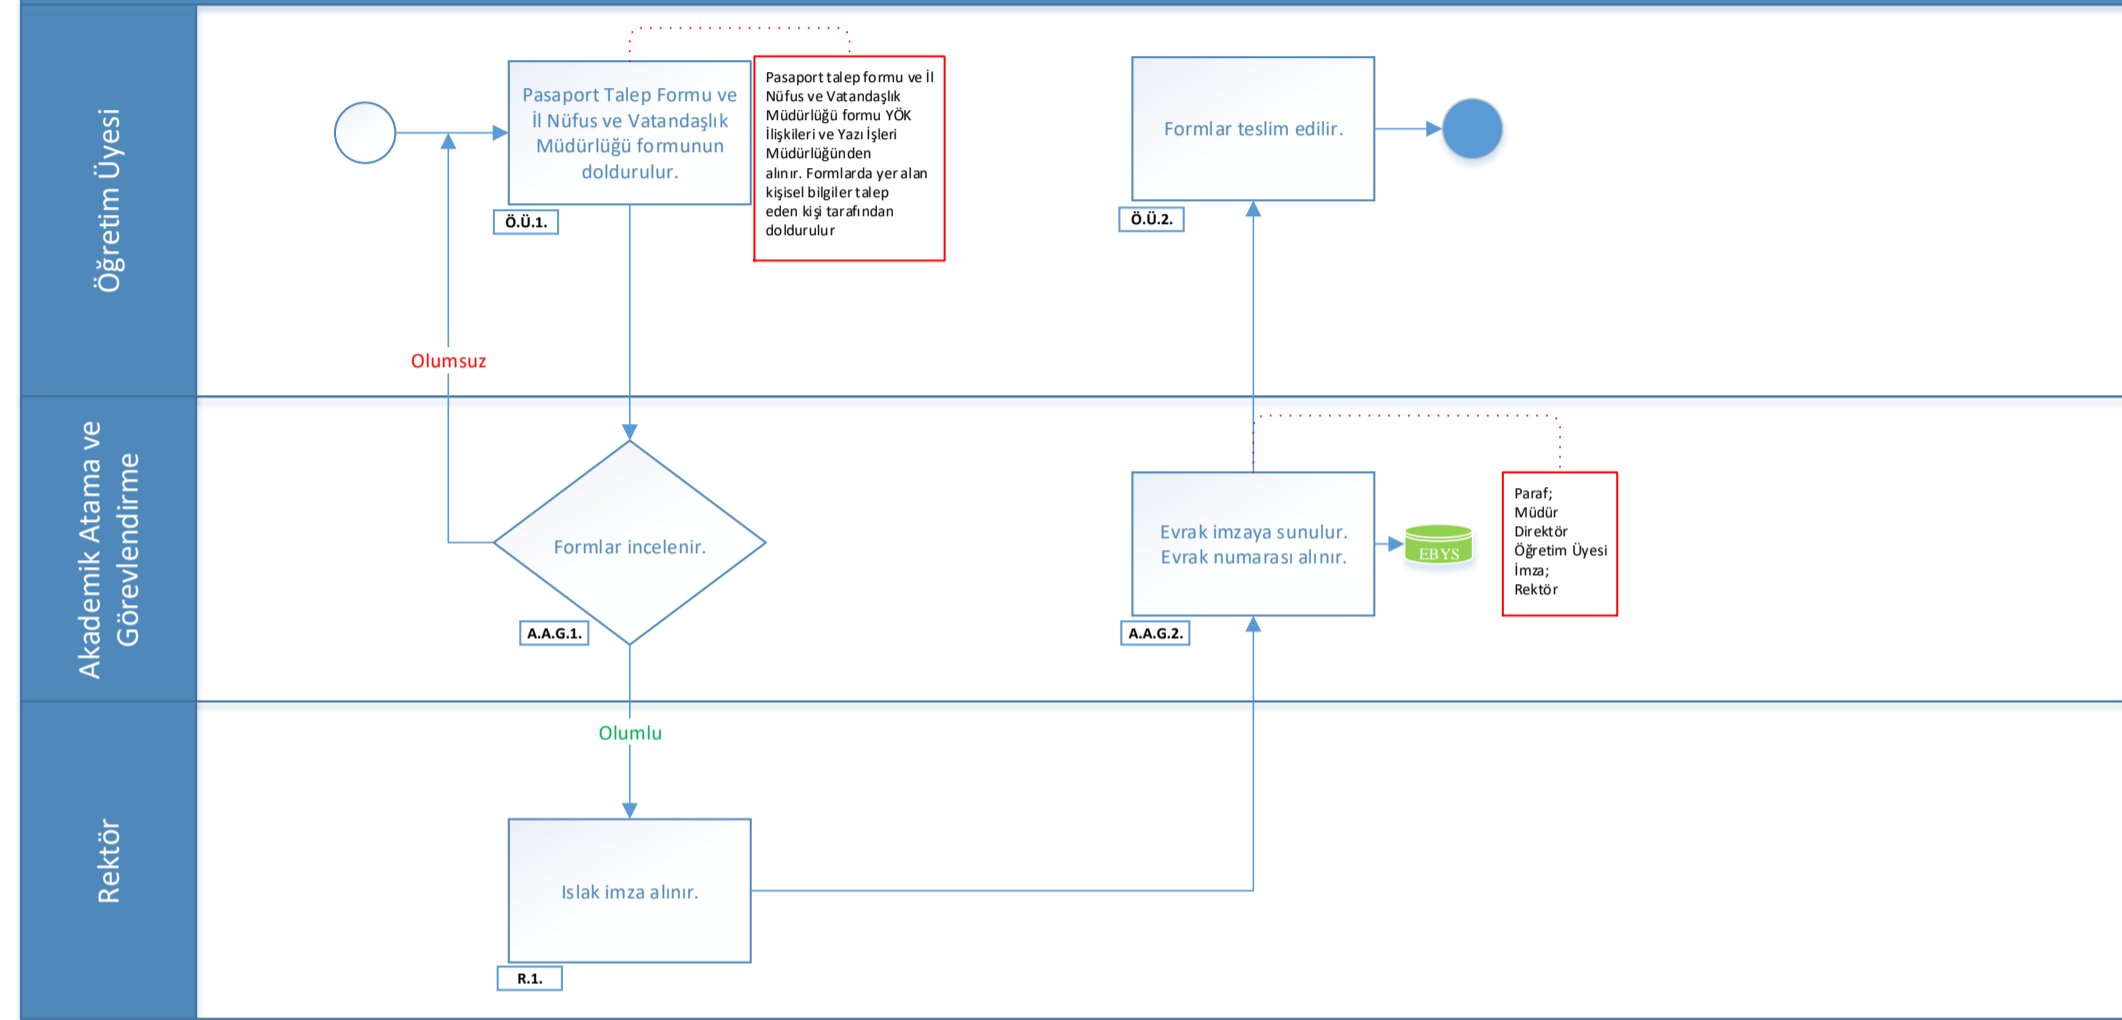 Öğretim Üyesi
Pasaport Talep Formu ve
İl Nüfus ve Vatandaşlık
Müdürlüğü formunun
doldurulur.
Ö.Ü.1.
Pasaport talep formu ve İl
Nüfus ve Vatandaşlık
Müdürlüğü formu YÖK
İlişkileri ve Yazı İşleri
Müdürlüğünden
alınır. Formlarda yer alan
kişisel bilgiler talep
eden kişi tarafından
doldurulur
Formlar teslim edilir.
Ö.Ü.2.
Olumsuz
Akademik Atama ve
Görevlendirme
Formlar incelenir.
A.A.G.1.
Evrak imzaya sunulur.
Evrak numarası alınır.
A.A.G.2.
EBYS
Paraf;
Müdür
Direktör
Öğretim Üyesi
İmza;
Rektör
Olumlu
Rektör
Islak imza alınır.
R.1.